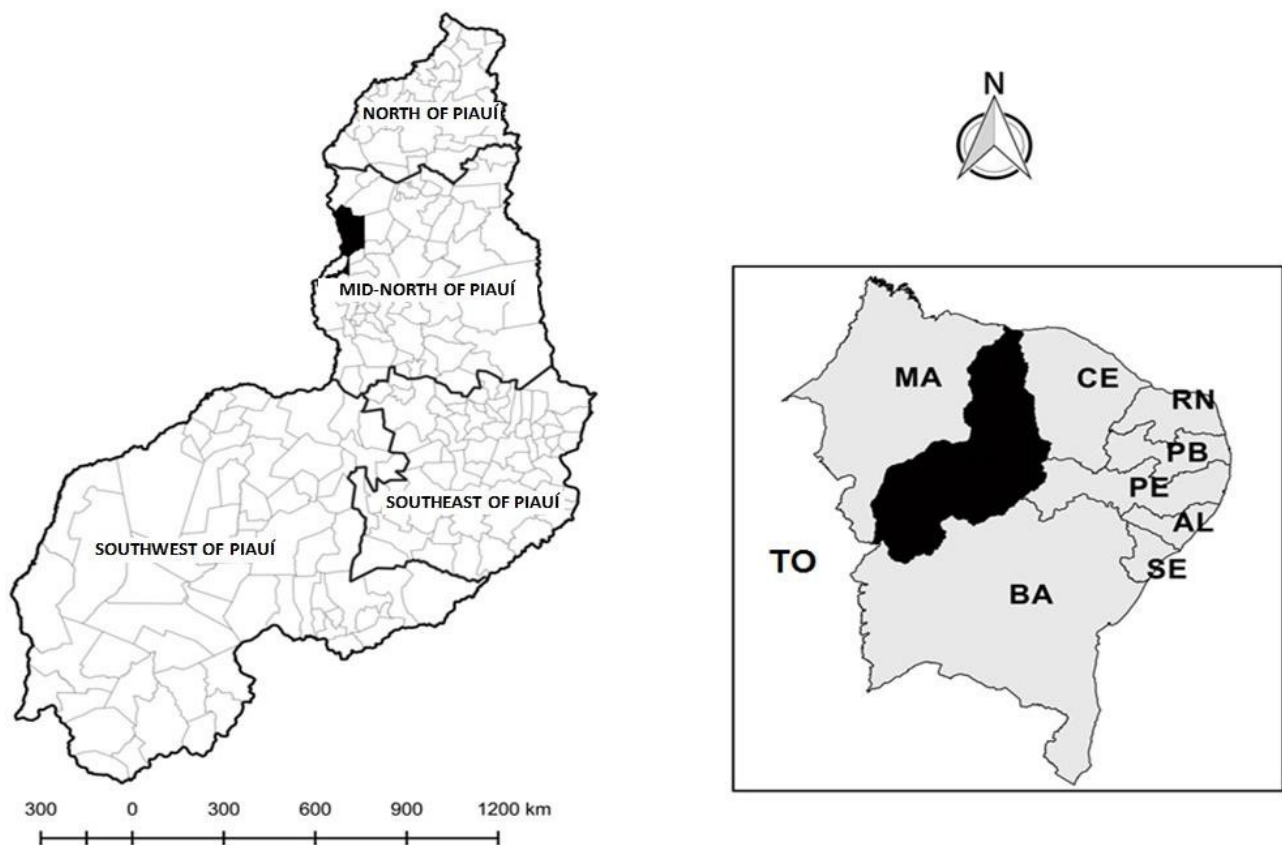 NORTH OF PIAUÍ
N
MID-NORTH OF PIAUÍ
SOUTHEAST OF PIAUÍ
SOUTHWEST OF PIAUÍ
MA
CE
RN
PB
PE
AL
TO
SE
BA
300 0 300 600 900 1200 km